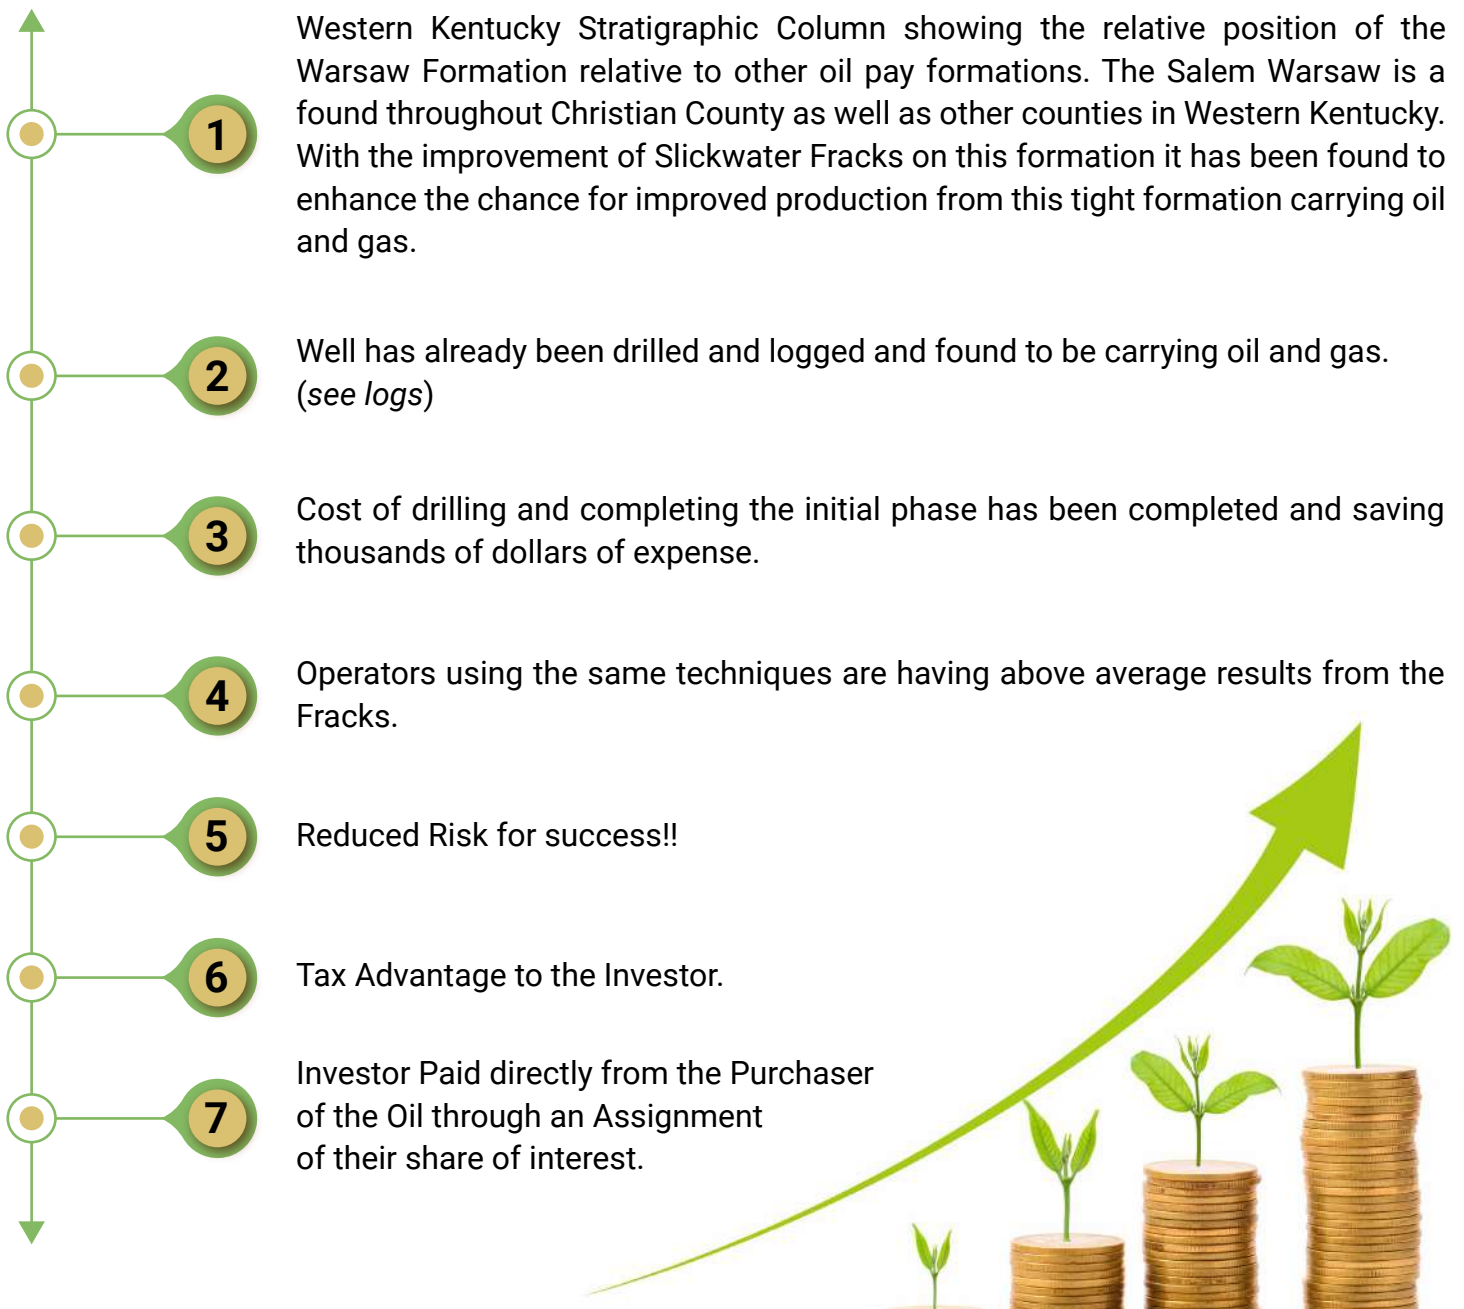 1
Western Kentucky Stratigraphic Column showing the relative position of the
Warsaw Formation relative to other oil pay formations. The Salem Warsaw is a
found throughout Christian County as well as other counties in Western Kentucky.
With the improvement of Slickwater Fracks on this formation it has been found to
enhance the chance for improved production from this tight formation carrying oil
and gas.
2
Well has already been drilled and logged and found to be carrying oil and gas.
(see logs)
3
Cost of drilling and completing the initial phase has been completed and saving
thousands of dollars of expense.
4
Operators using the same techniques are having above average results from the
Fracks.
5
Reduced Risk for success!!
6
Tax Advantage to the Investor.
7
Investor Paid directly from the Purchaser
of the Oil through an Assignment
of their share of interest.